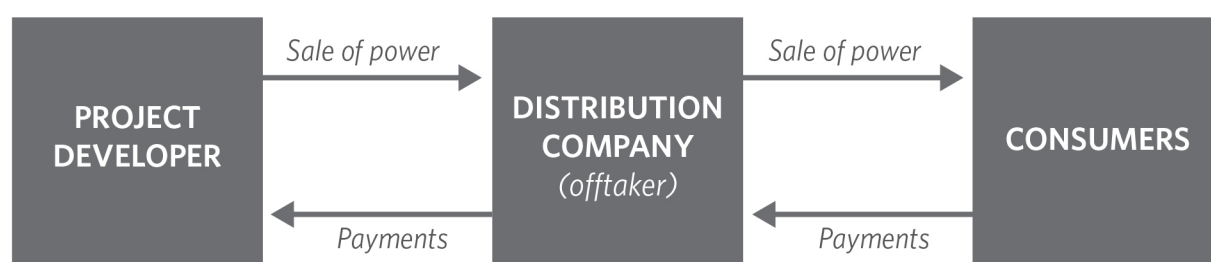 Sale of power
Sale of power
PROJECT
DEVELOPER
DISTRIBUTION
COMPANY
(offtaker)
CONSUMERS
Payments
Payments